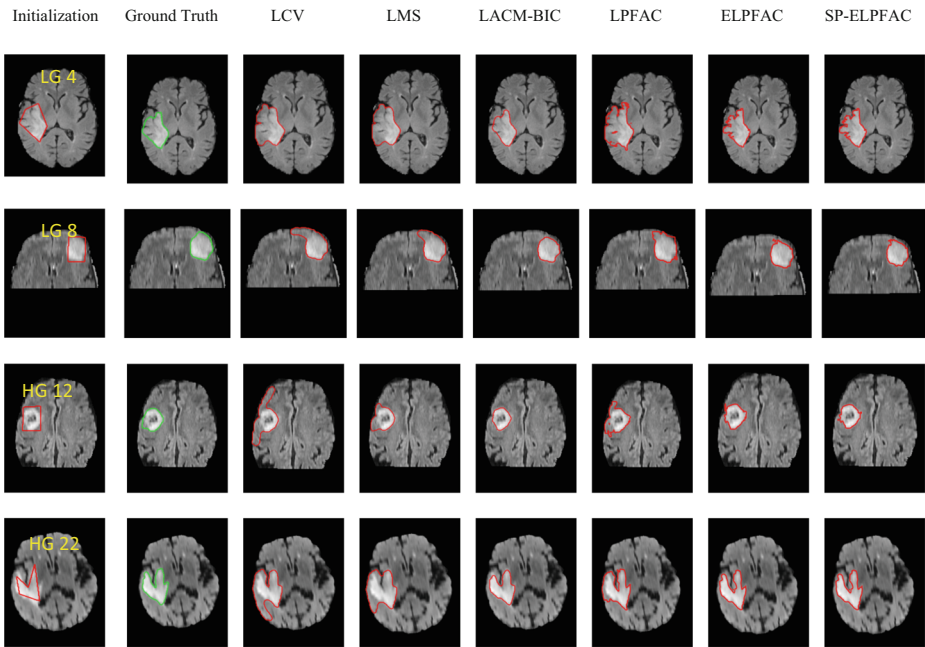 Initialization Ground Truth LCV LMS LACM-BIC LPFAC ELPFAC SP-ELPFAC
LG 4
LG 8
HG 12
HG 22